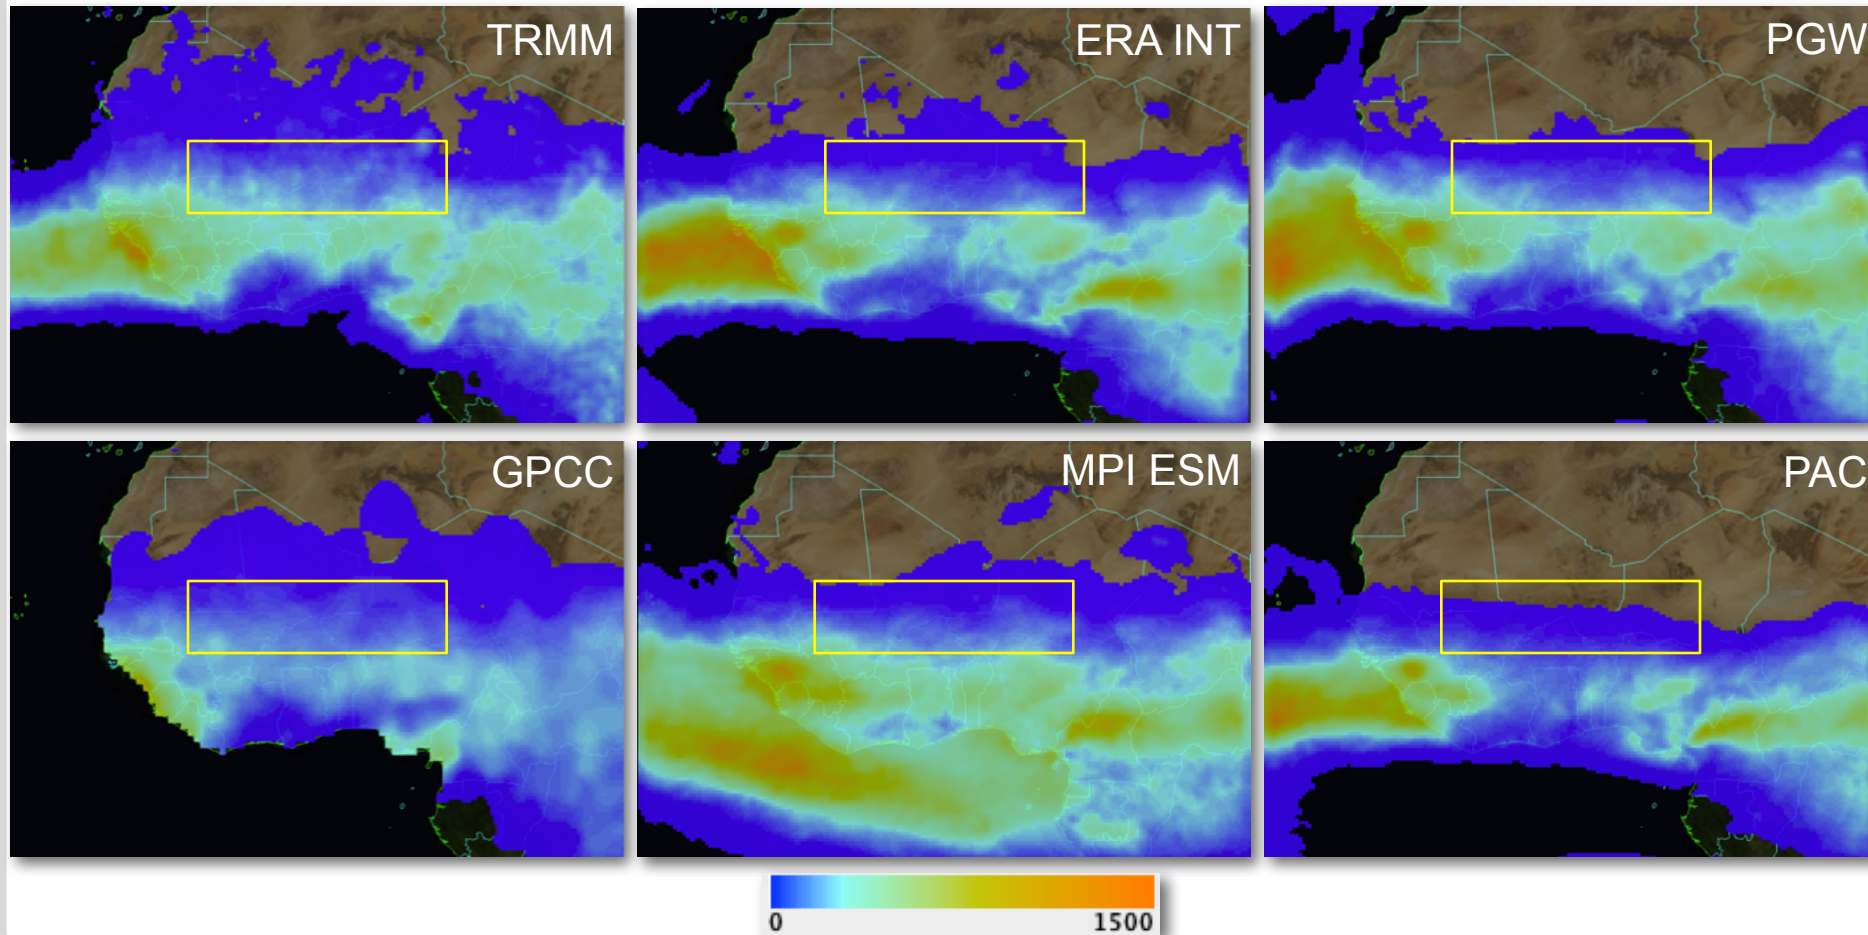 TRMM
ERA INT
PGW
GPCC
MPI ESM
PAC
0 1500